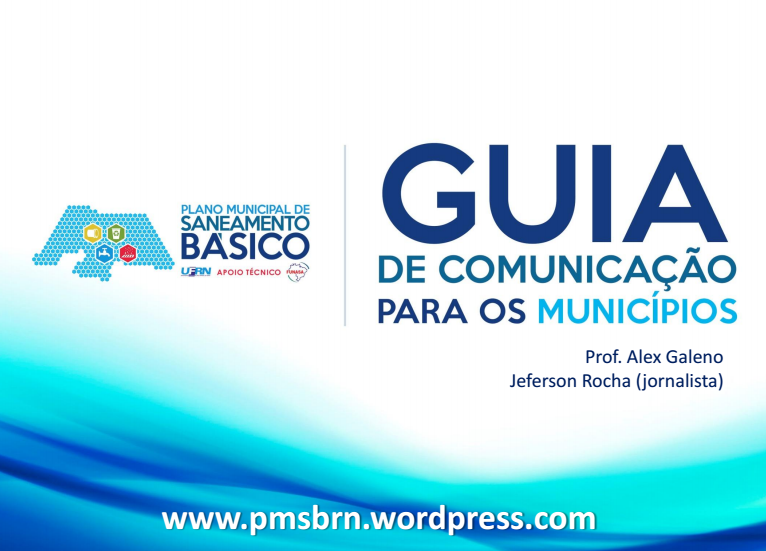 PLANO MUNICIPAL DE
SANEAMENTO
BÁSICO
UFRN APOIO TÉCNICO FUNASA
GUIA
DE COMUNICAÇÃO
PARA OS MUNICÍPIOS
Prof. Alex Galeno
Jeferson Rocha (jornalista)
www.pmsbrn.wordpress.com